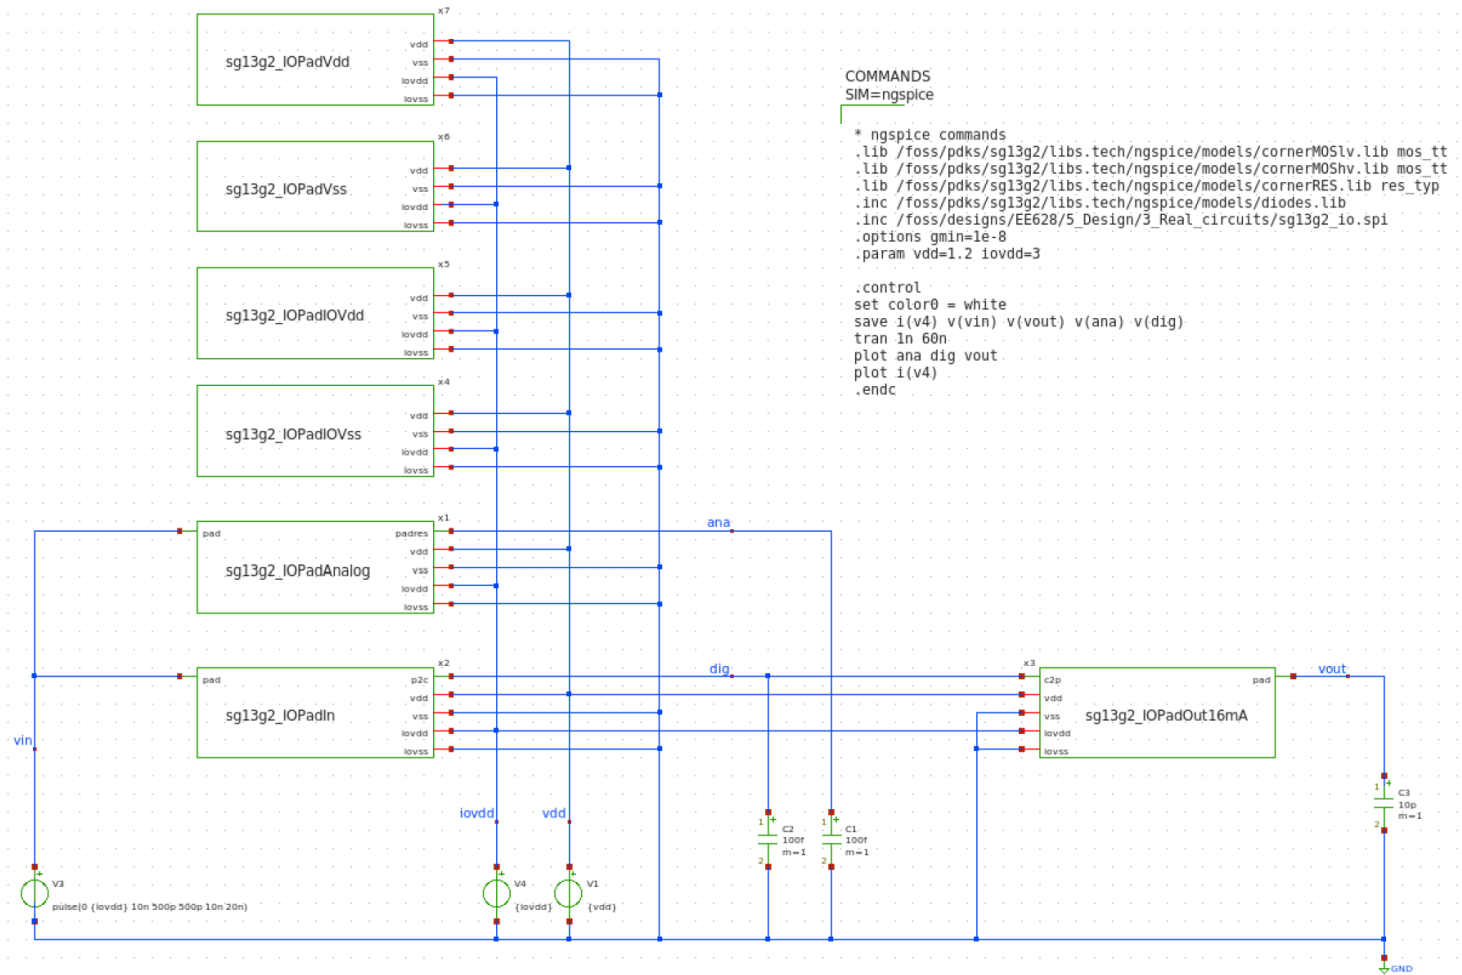 x7
sg13g2_IOPadVdd
vdd
vss
iovdd
iovss
x6
sg13g2_IOPadVss
vdd
vss
iovdd
iovss
x5
sg13g2_IOPadIOVdd
vdd
vss
iovdd
iovss
x4
sg13g2_IOPadIOVss
vdd
vss
iovdd
iovss
COMMANDS
SIM=ngspice
* ngspice commands
.lib /foss/pdks/sg13g2/libs.tech/ngspice/models/cornerMOSlv.lib mos_tt
.lib /foss/pdks/sg13g2/libs.tech/ngspice/models/cornerMOShv.lib mos_tt
.lib /foss/pdks/sg13g2/libs.tech/ngspice/models/cornerRES.lib res_typ
.inc /foss/pdks/sg13g2/libs.tech/ngspice/models/diodes.lib
.inc /foss/designs/EE628/5_Design/3_Real_circuits/sg13g2_io.spi
.options gmin=1e-8
.param vdd=1.2 iovdd=3
.control
set color0 = white
save i(v4) v(vin) v(vout) v(ana) v(dig)
tran 1n 60n
plot ana dig vout
plot i(v4)
.endc
x1
pad
sg13g2_IOPadAnalog
padres
vdd
vss
iovdd
iovss
ana
x2
pad
sg13g2_IOPadIn
p2c
vdd
vss
iovdd
iovss
dig
x3
c2p
vdd
vss
iovdd
iovss
sg13g2_IOPadOut16mA
pad
vout
vin
iovdd
vdd
1
C2
100f
m=1
2
1
C1
100f
m=1
2
1
C3
10p
m=1
2
V3
pulse(0 {iovdd} 10n 500p 500p 10n 20n)
V4
{iovdd}
V1
{vdd}
GND